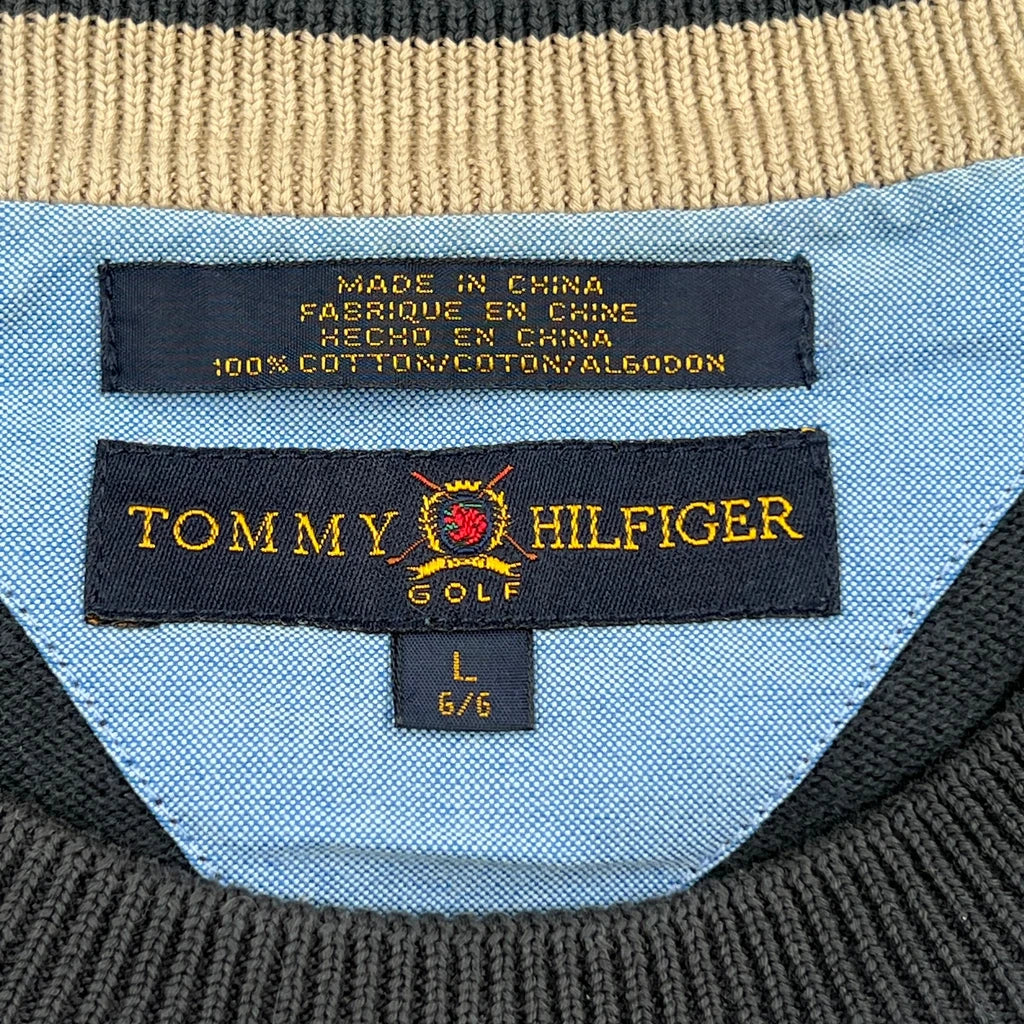 MADE IN CHINA
FABRIQUE EN CHINE
HECHO EN CHINA
100% COTTON/COTON/ALGODON
TOMMY HILFIGER
GOLF
L
G/G